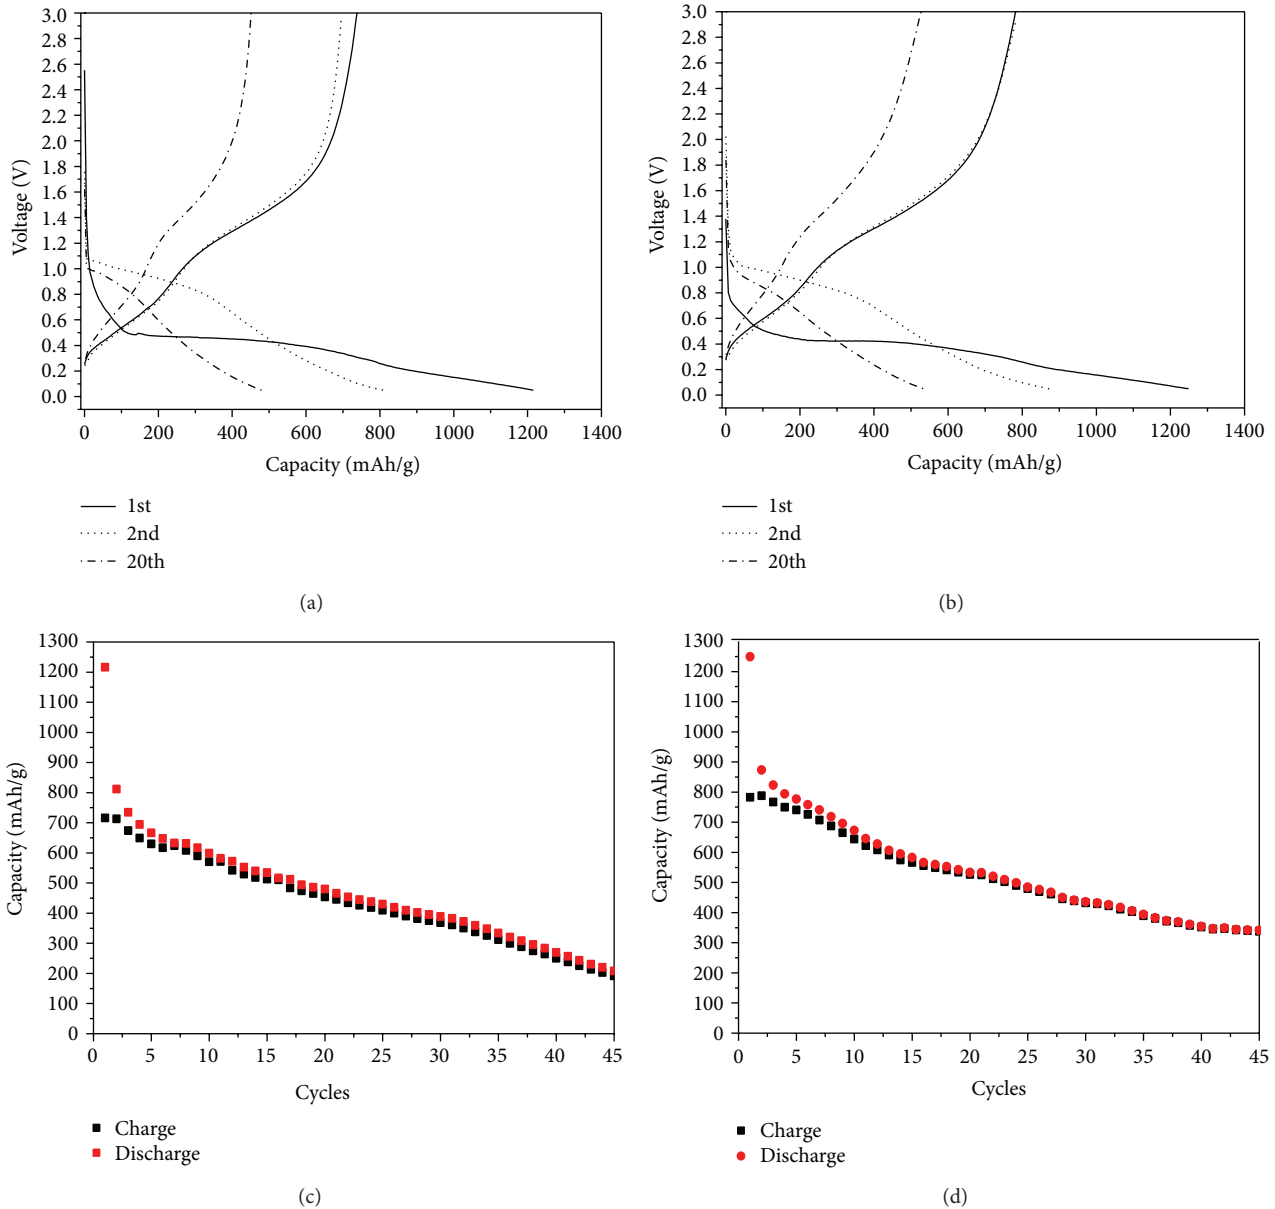 3.0
2.8
2.6
2.4
2.2
2.0
1.8
1.6
1.4
1.2
1.0
0.8
0.6
0.4
0.2
0.0
Voltage (V)
0 200 400 600 800 1000 1200 1400
Capacity (mAh/g)
1st
2nd
20th
(a)
3.0
2.8
2.6
2.4
2.2
2.0
1.8
1.6
1.4
1.2
1.0
0.8
0.6
0.4
0.2
0.0
Voltage (V)
0 200 400 600 800 1000 1200 1400
Capacity (mAh/g)
1st
2nd
20th
(b)
1300
1200
1100
1000
900
800
700
600
500
400
300
200
100
0
Capacity (mAh/g)
0 5 10 15 20 25 30 35 40 45
Cycles
Charge
Discharge
(c)
1300
1200
1100
1000
900
800
700
600
500
400
300
200
100
0
Capacity (mAh/g)
0 5 10 15 20 25 30 35 40 45
Cycles
Charge
Discharge
(d)